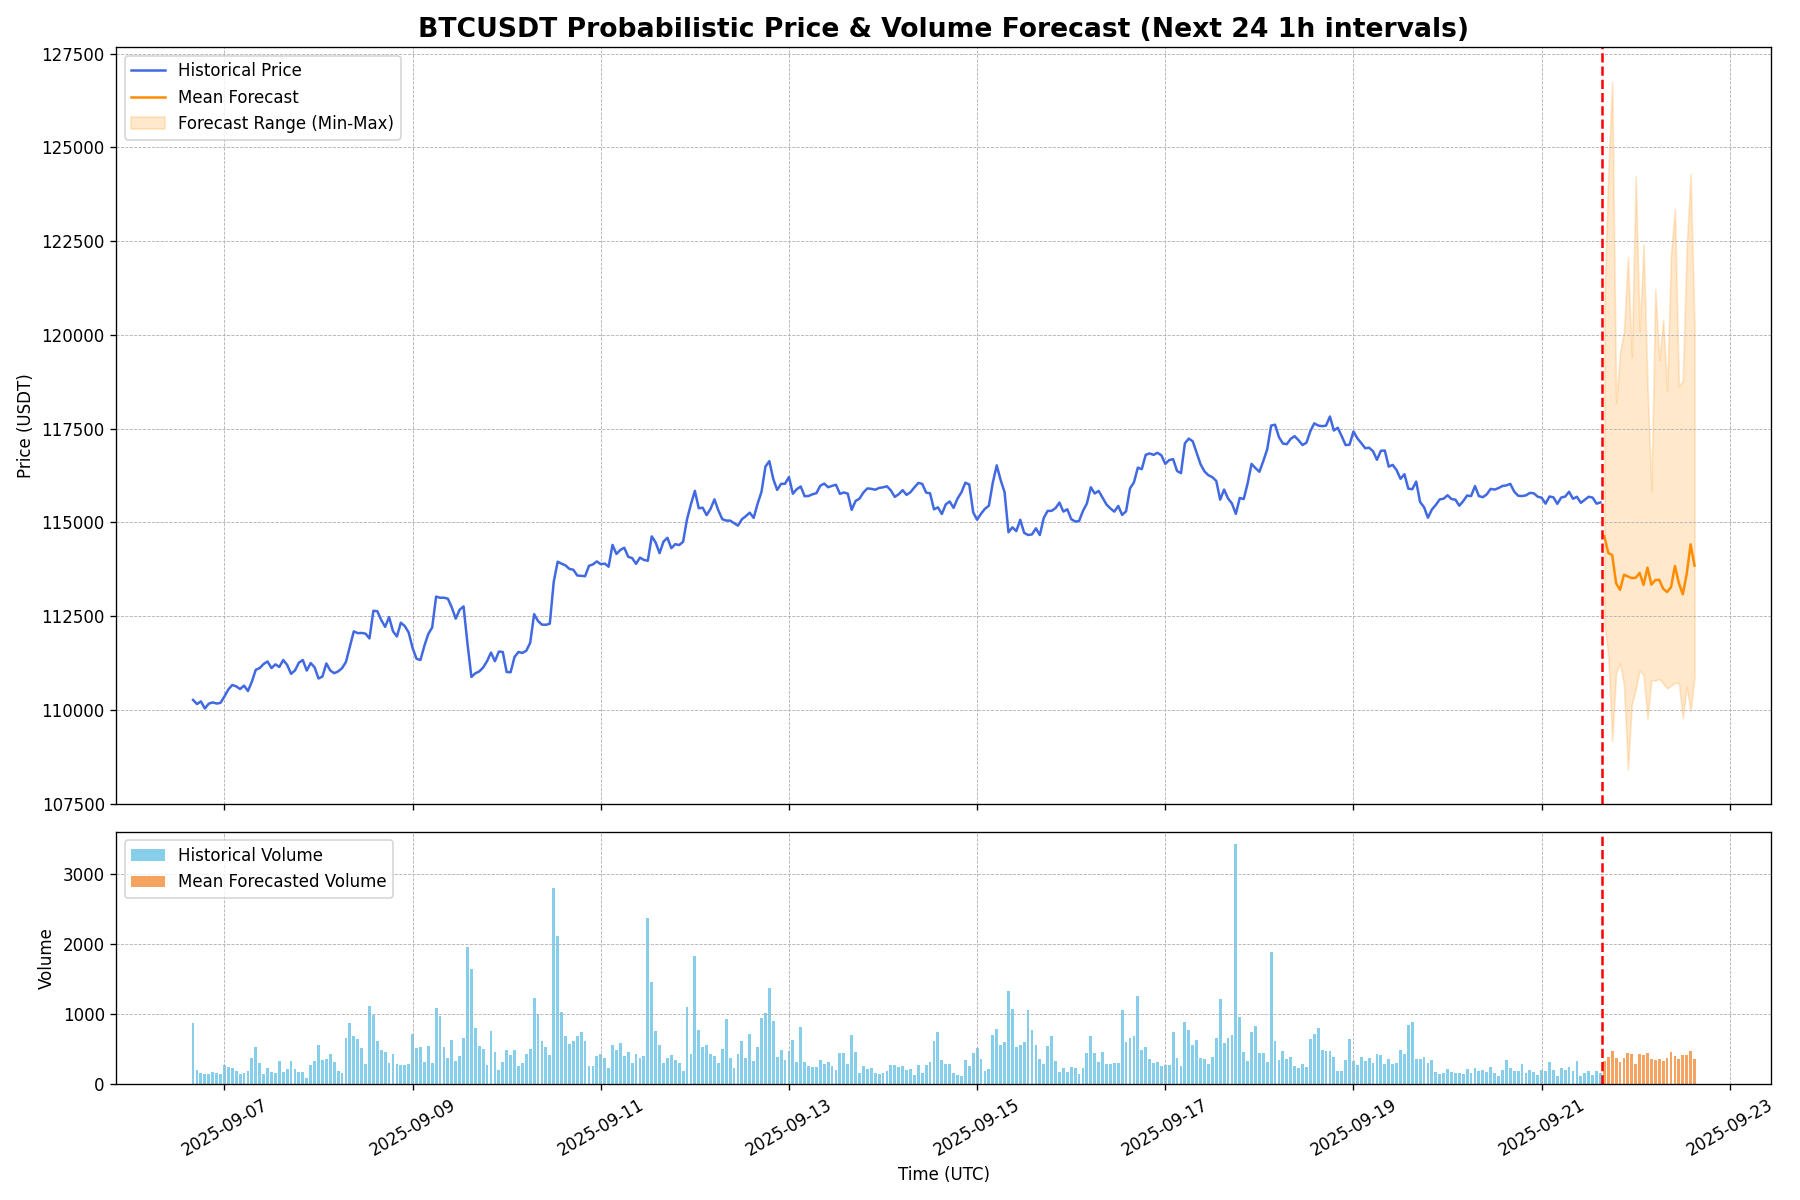 BTCUSDT Probabilistic Price & Volume Forecast (Next 24 1h intervals)
127500
125000
122500
120000
117500
115000
112500
110000
107500
Price (USDT)
Historical Price
Mean Forecast
Forecast Range (Min-Max)
3000
2000
1000
0
Volume
Historical Volume
Mean Forecasted Volume
2025-09-07
2025-09-09
2025-09-11
2025-09-13
2025-09-15
2025-09-17
2025-09-19
2025-09-21
2025-09-23
Time (UTC)